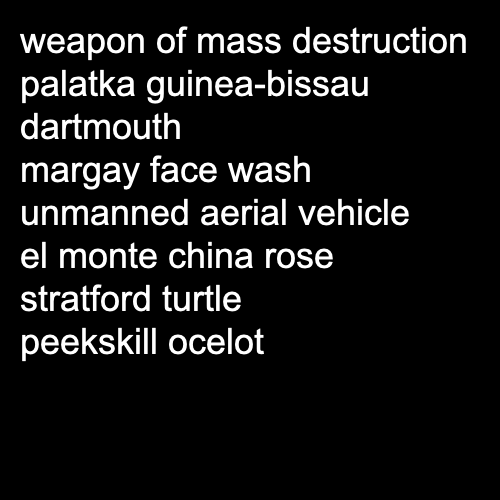 weapon of mass destruction
palatka guinea-bissau
dartmouth
margay face wash
unmanned aerial vehicle
el monte china rose
stratford turtle
peekskill ocelot